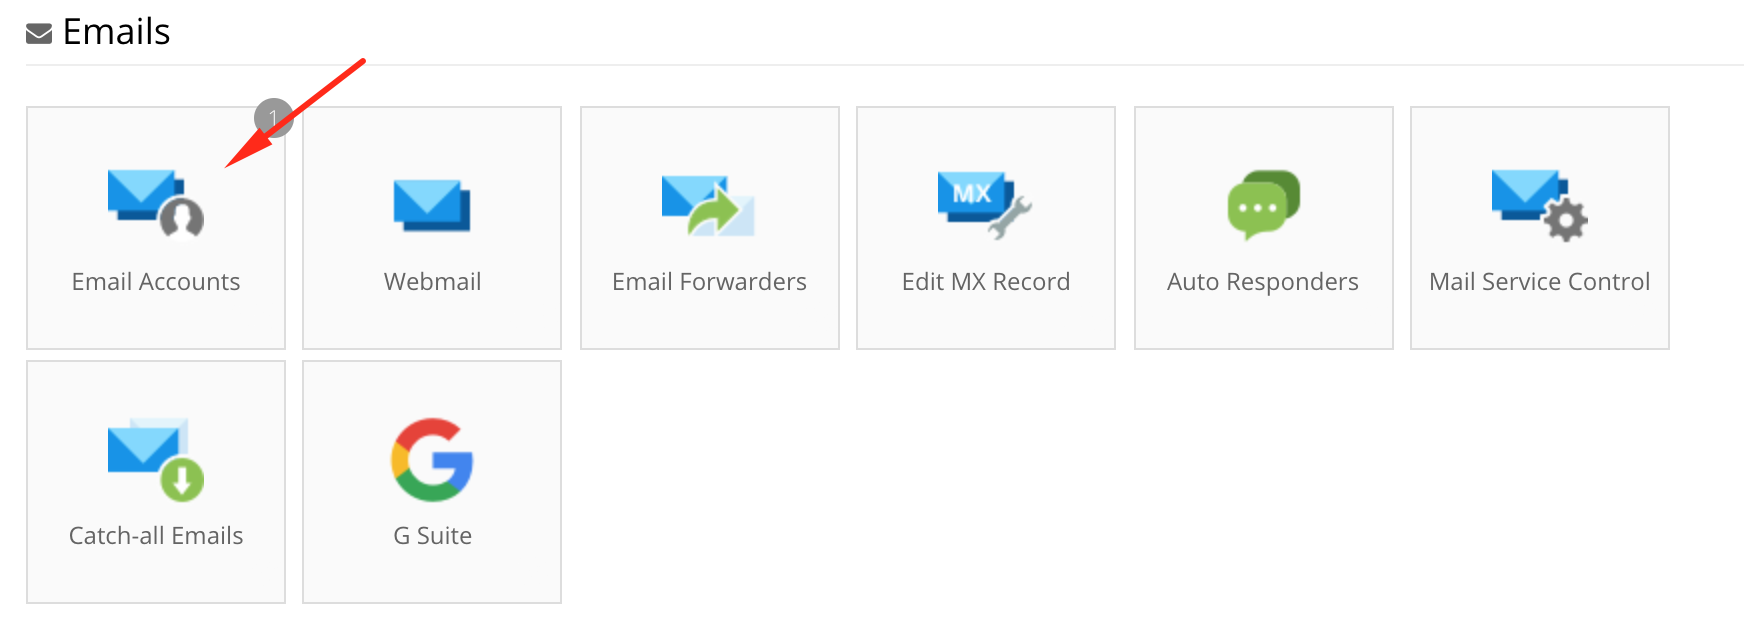 Emails
1
Email Accounts
Webmail
Email Forwarders
MX
Edit MX Record
Auto Responders
Mail Service Control
Catch-all Emails
G Suite